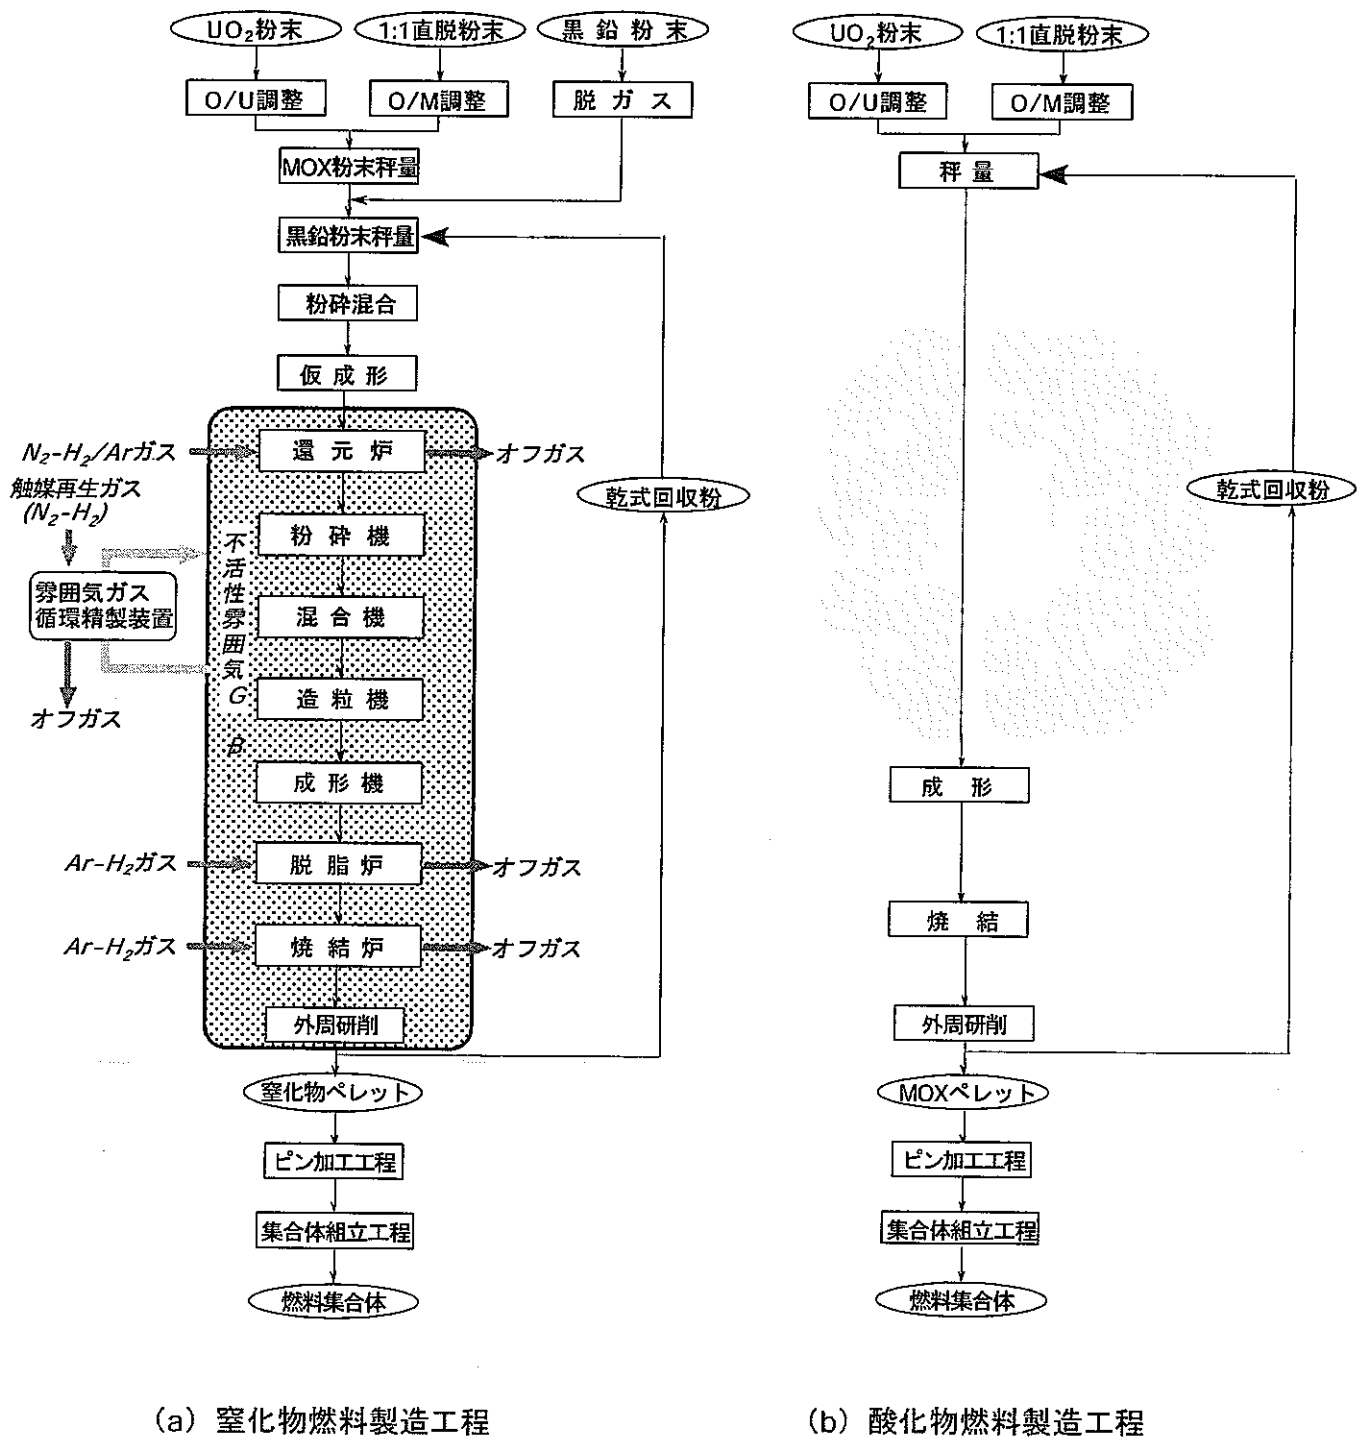 UO₂粉末
1:1直脱粉末
黒鉛粉末
O/U調整
O/M調整
脱ガス
MOX粉末秤量
黒鉛粉末秤量
粉砕混合
仮成形
N₂-H₂/Arガス
還元炉
オフガス
触媒再生ガス
(N₂-H₂)
粉砕機
乾式回収粉
不活性雰囲気GB
雰囲気ガス
循環精製装置
混合機
オフガス
造粒機
成形機
Ar-H₂ガス
脱脂炉
オフガス
Ar-H₂ガス
焼結炉
オフガス
外周研削
窒化物ペレット
ピン加工工程
集合体組立工程
燃料集合体
(a) 窒化物燃料製造工程
UO₂粉末
1:1直脱粉末
O/U調整
O/M調整
秤量
乾式回収粉
成形
焼結
外周研削
MOXペレット
ピン加工工程
集合体組立工程
燃料集合体
(b) 酸化物燃料製造工程